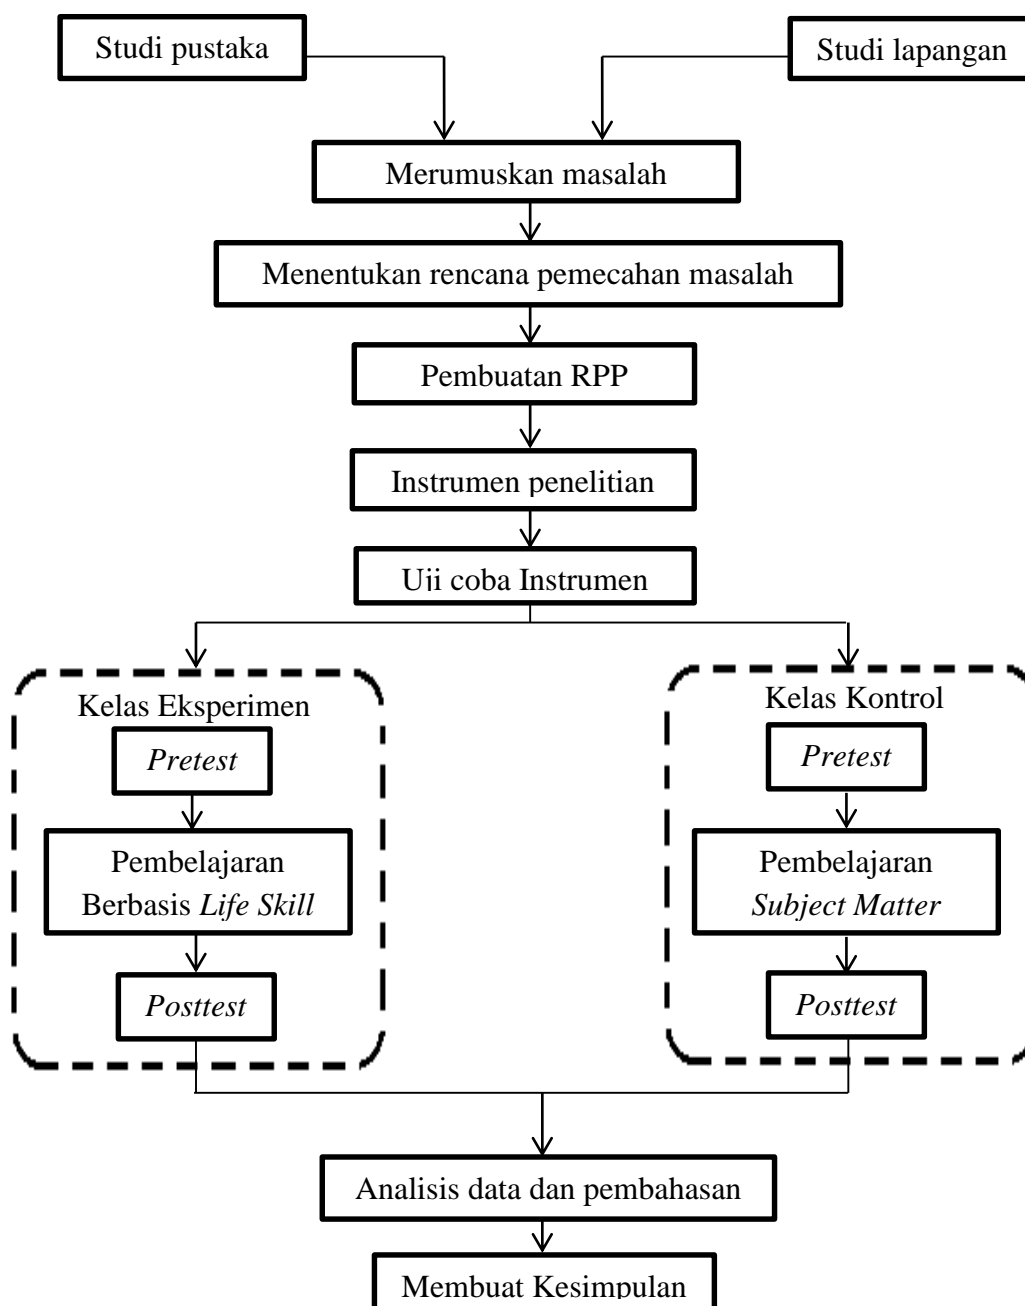 Studi pustaka
Studi lapangan
Merumuskan masalah
Menentukan rencana pemecahan masalah
Pembuatan RPP
Instrumen penelitian
Uji coba Instrumen
Kelas Eksperimen
Pretest
Pembelajaran
Berbasis Life Skill
Posttest
Kelas Kontrol
Pretest
Pembelajaran
Subject Matter
Posttest
Analisis data dan pembahasan
Membuat Kesimpulan